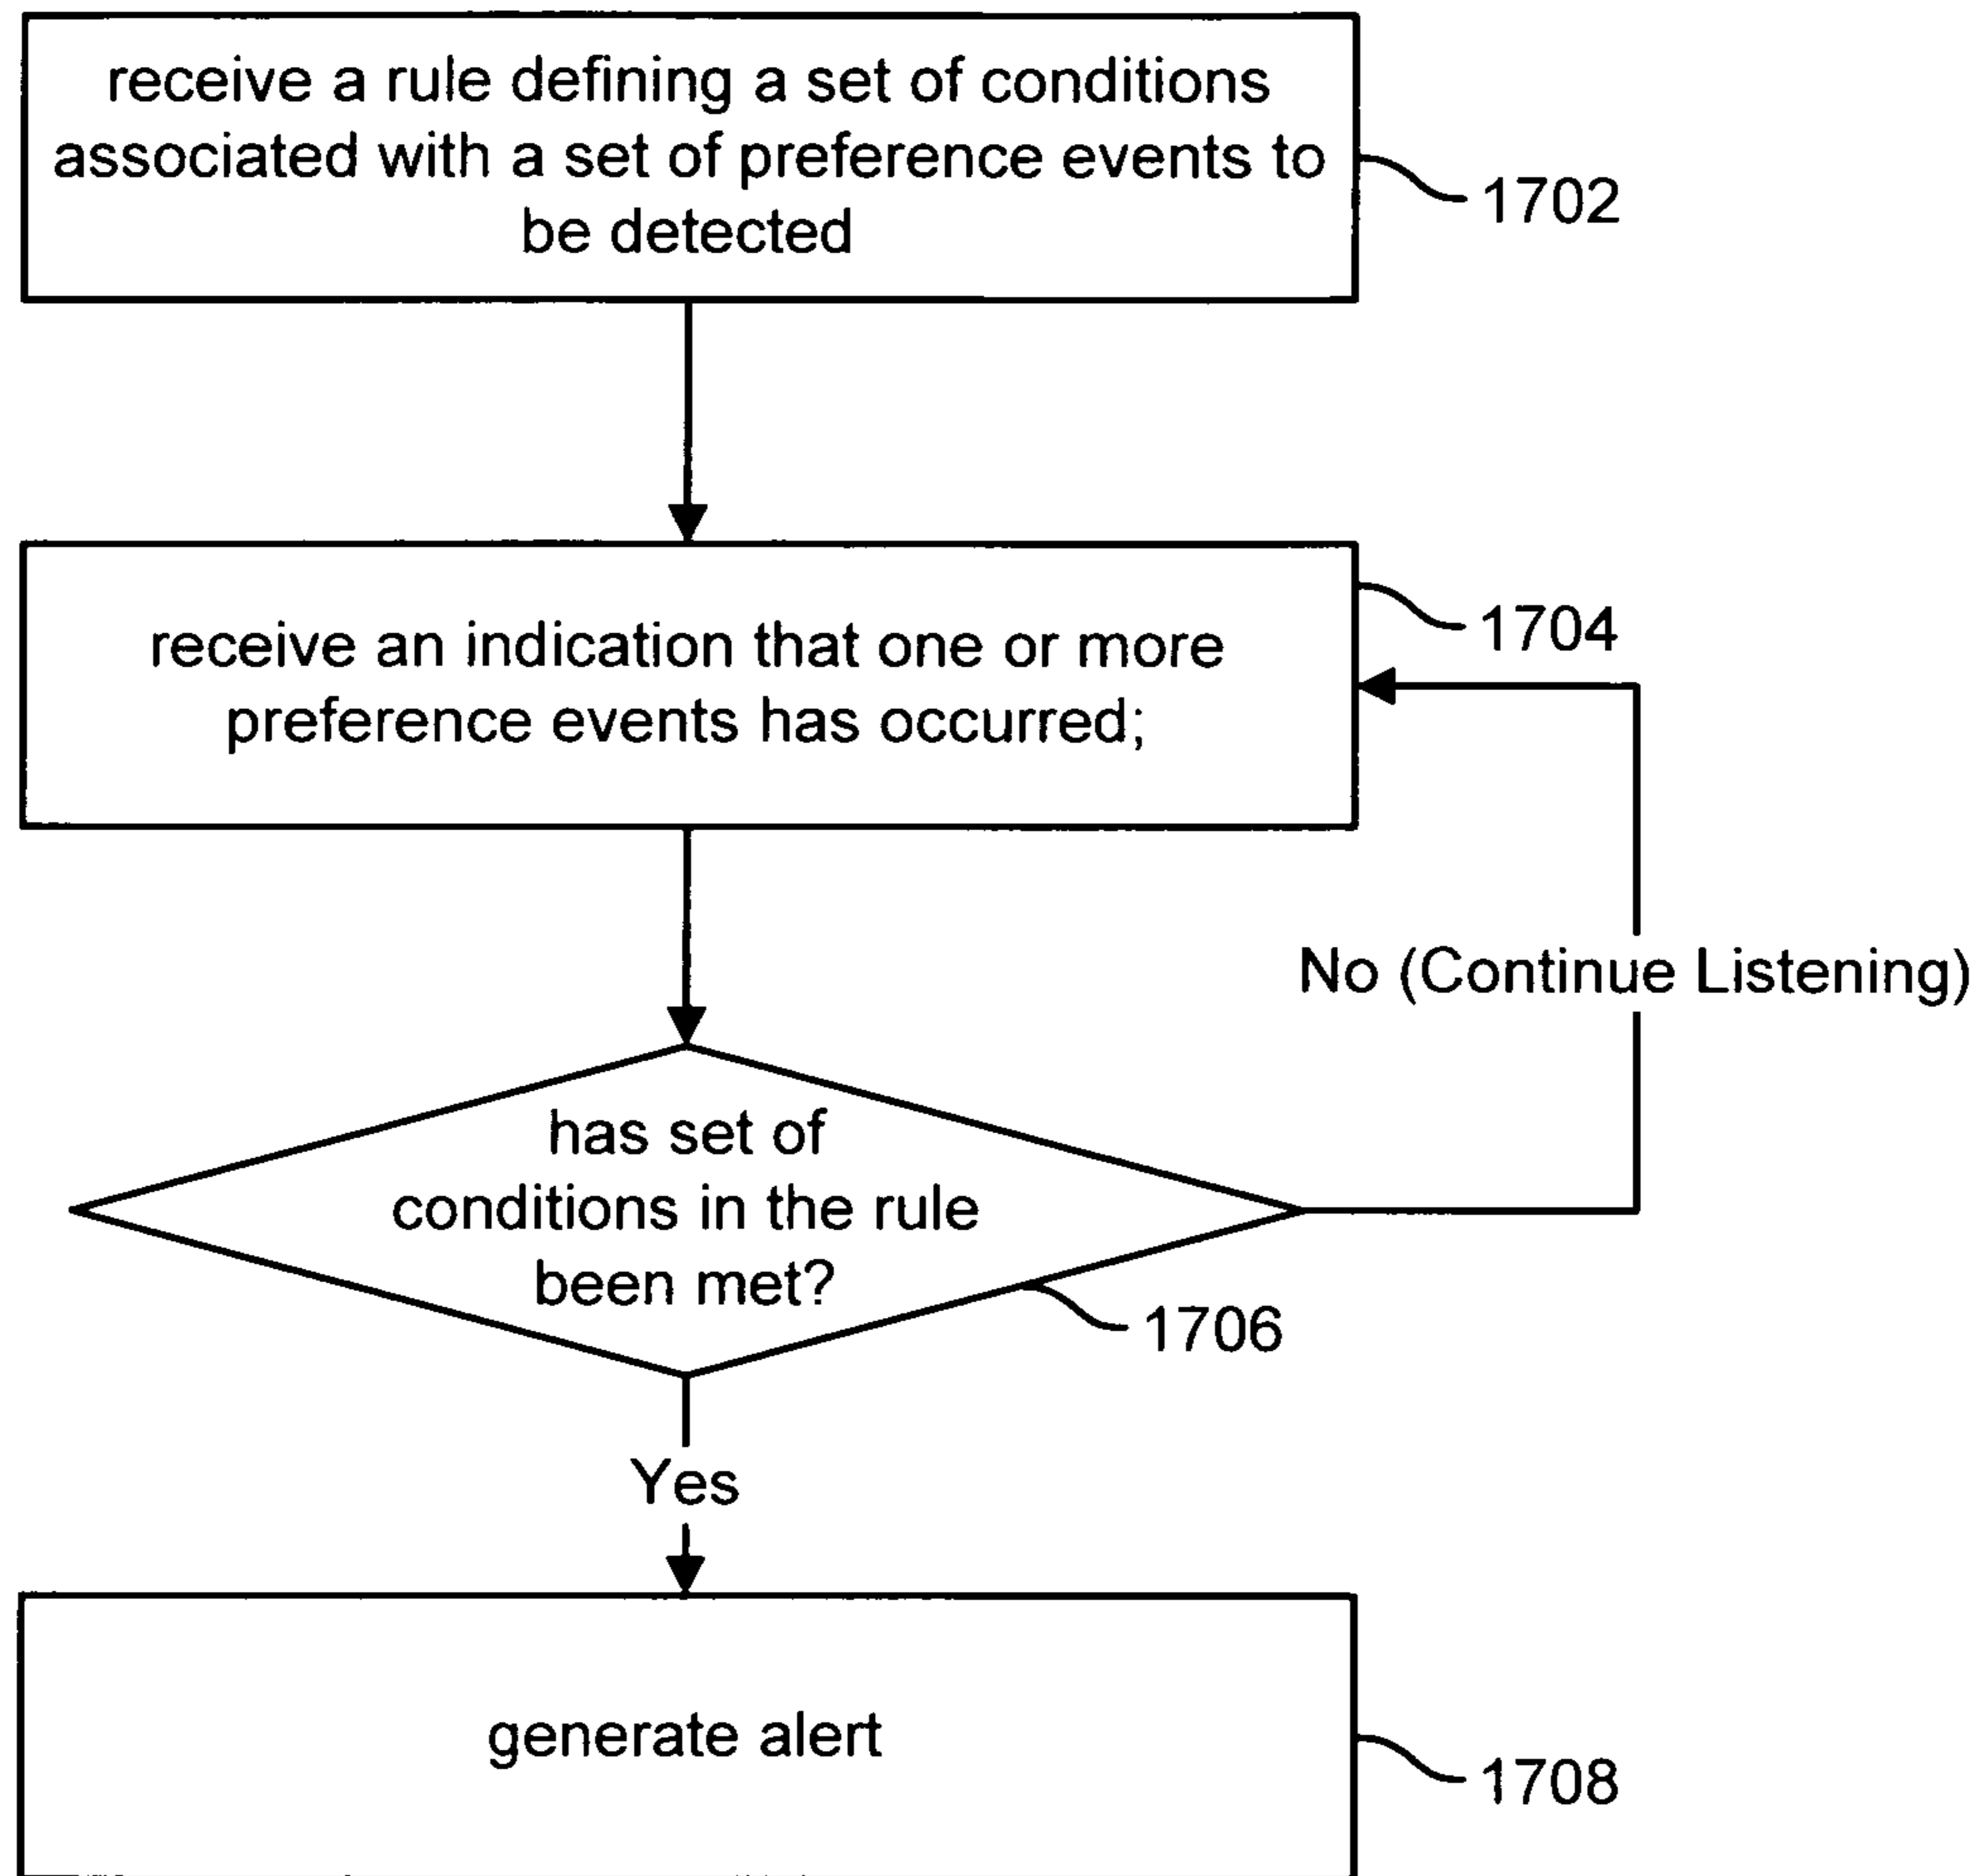 receive a rule defining a set of conditions
associated with a set of preference events to
be detected
1702
receive an indication that one or more
preference events has occurred;
1704
No (Continue Listening)
has set of
conditions in the rule
been met?
1706
Yes
generate alert
1708